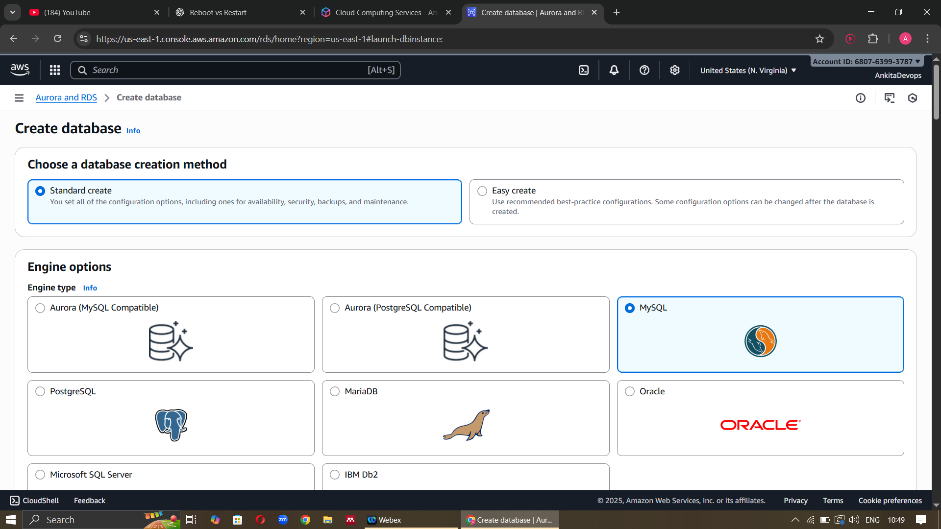 (184) YouTube
Reboot vs Restart
Cloud Computing Services - Am
Create database | Aurora and R
https://us-east-1.console.aws.amazon.com/rds/home?region=us-east-1#launch-dbinstance:
A
aws
Search
[Alt+S]
United States (N. Virginia) ▼
Account ID: 6807-6399-3787 ▼
AnkitaDevops
Aurora and RDS > Create database
Create database Info
Choose a database creation method
Standard create
You set all of the configuration options, including ones for availability, security, backups, and maintenance.
Easy create
Use recommended best-practice configurations. Some configuration options can be changed after the database is
created.
Engine options
Engine type Info
Aurora (MySQL Compatible)
Aurora (PostgreSQL Compatible)
MySQL
PostgreSQL
MariaDB
Oracle
ORACLE
Microsoft SQL Server
IBM Db2
CloudShell Feedback
© 2025, Amazon Web Services, Inc. or its affiliates. Privacy Terms Cookie preferences
Search
Webex
Create database | Aur...
ENG 10:49